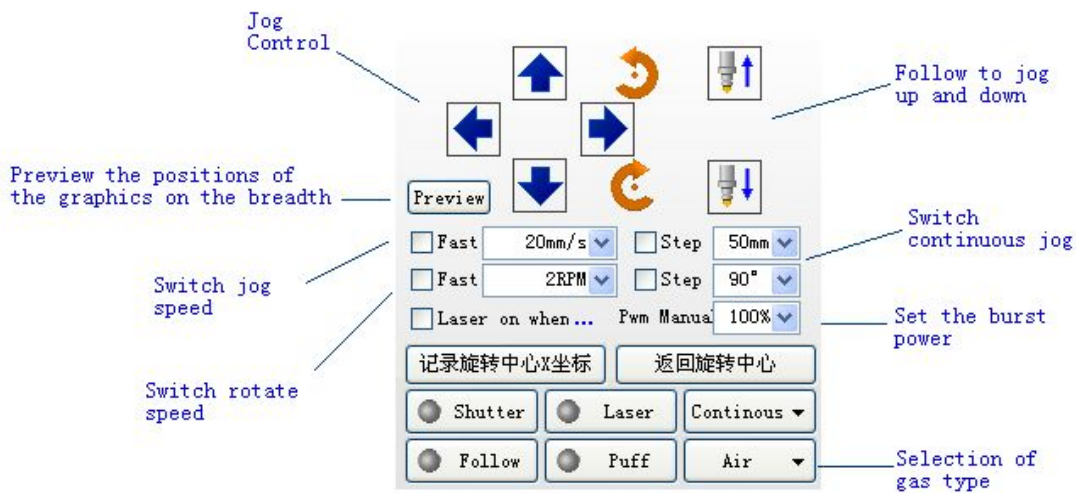 Jog
Control
Follow to jog
up and down
Preview the positions of
the graphics on the breadth
Preview
Switch
continuous jog
Fast 20mm/s Step 50mm
Fast 2RPM Step 90°
Switch jog
speed
Laser on when... Pwm Manual 100%
Set the burst
power
记录旋转中心X坐标 返回旋转中心
Switch rotate
speed
Shutter Laser Continous
Follow Puff Air
Selection of
gas type